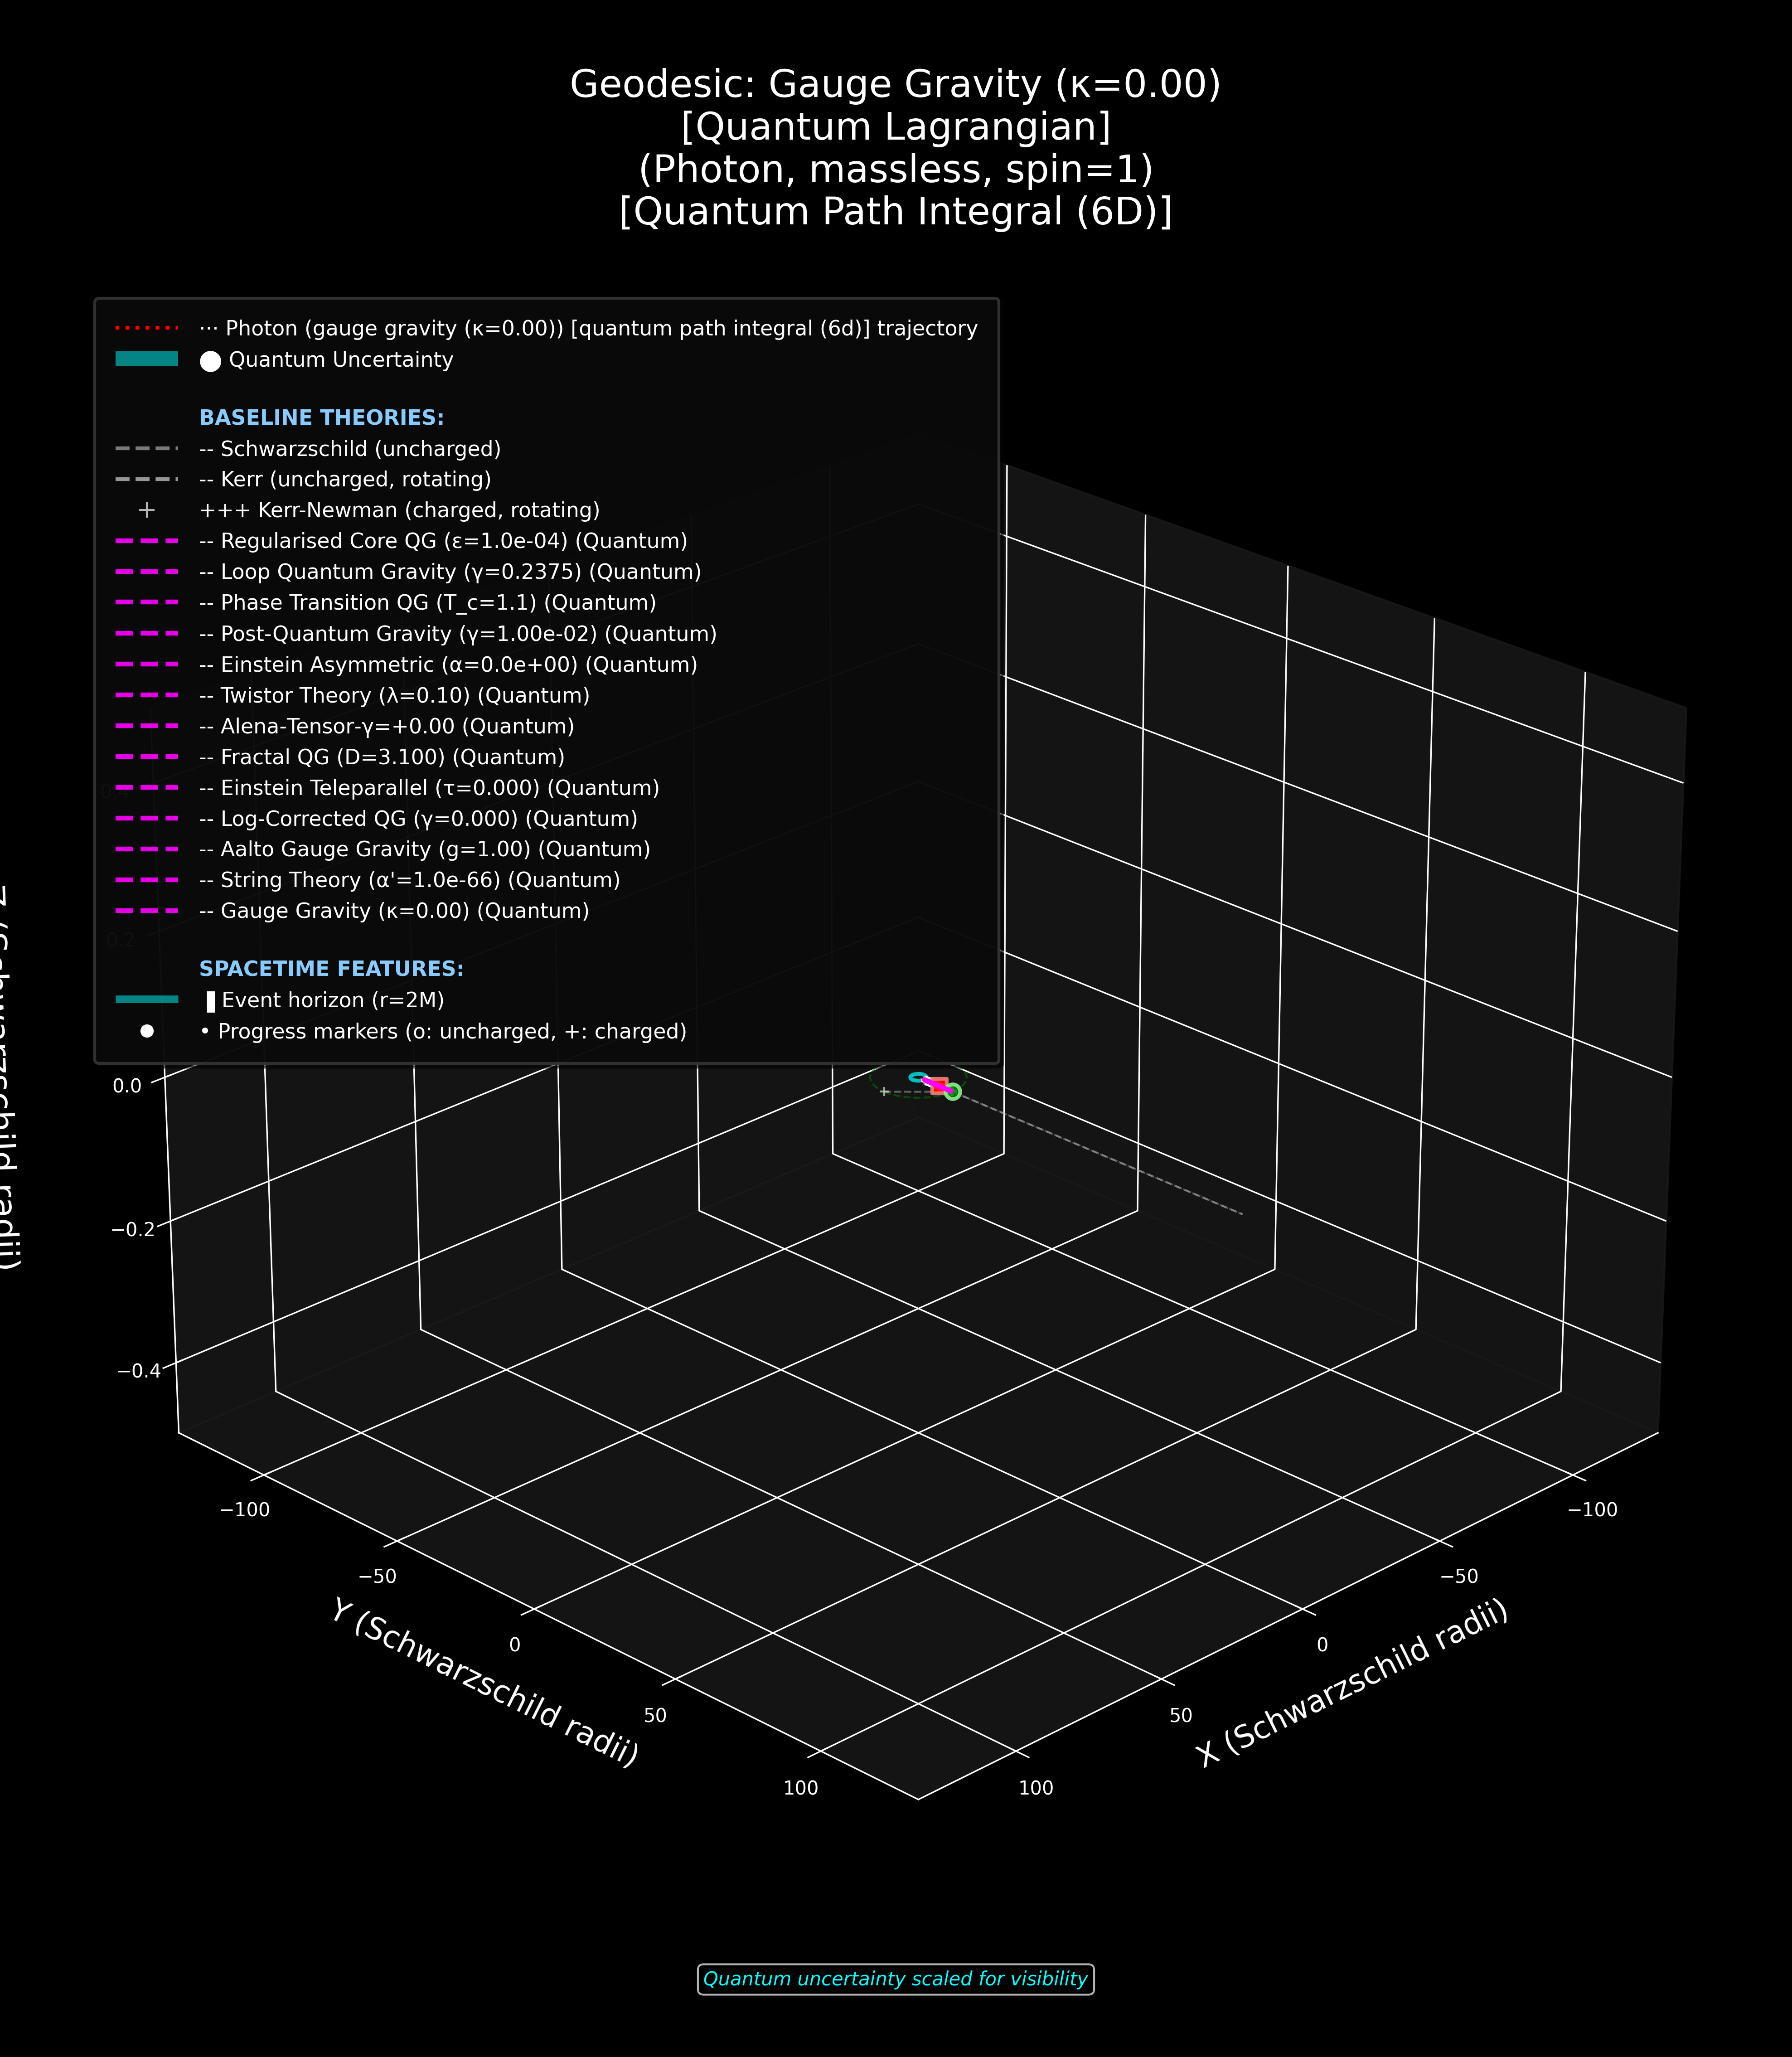 Geodesic: Gauge Gravity (κ=0.00)
[Quantum Lagrangian]
(Photon, massless, spin=1)
[Quantum Path Integral (6D)]
··· Photon (gauge gravity (κ=0.00)) [quantum path integral (6d)] trajectory
● Quantum Uncertainty
BASELINE THEORIES:
-- Schwarzschild (uncharged)
-- Kerr (uncharged, rotating)
+++ Kerr-Newman (charged, rotating)
-- Regularised Core QG (ε=1.0e-04) (Quantum)
-- Loop Quantum Gravity (γ=0.2375) (Quantum)
-- Phase Transition QG (T_c=1.1) (Quantum)
-- Post-Quantum Gravity (γ=1.00e-02) (Quantum)
-- Einstein Asymmetric (α=0.0e+00) (Quantum)
-- Twistor Theory (λ=0.10) (Quantum)
-- Alena-Tensor-γ=+0.00 (Quantum)
-- Fractal QG (D=3.100) (Quantum)
-- Einstein Teleparallel (τ=0.000) (Quantum)
-- Log-Corrected QG (γ=0.000) (Quantum)
-- Aalto Gauge Gravity (g=1.00) (Quantum)
-- String Theory (α'=1.0e-66) (Quantum)
-- Gauge Gravity (κ=0.00) (Quantum)
SPACETIME FEATURES:
▐ Event horizon (r=2M)
• Progress markers (o: uncharged, +: charged)
0.2
0.0
−0.2
−0.4
radii)
−100
−50
0
50
100
Y (Schwarzschild radii)
−100
−50
0
50
100
X (Schwarzschild radii)
Quantum uncertainty scaled for visibility